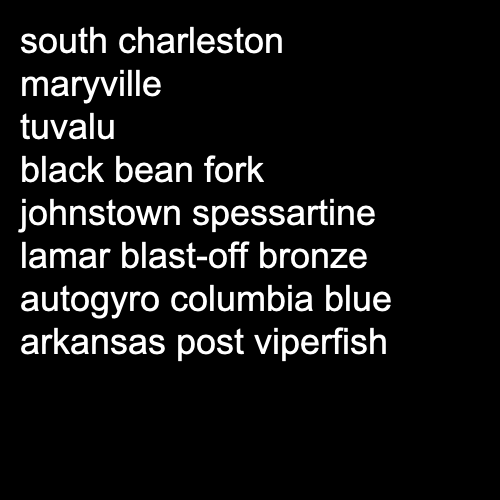 south charleston
maryville
tuvalu
black bean fork
johnstown spessartine
lamar blast-off bronze
autogyro columbia blue
arkansas post viperfish